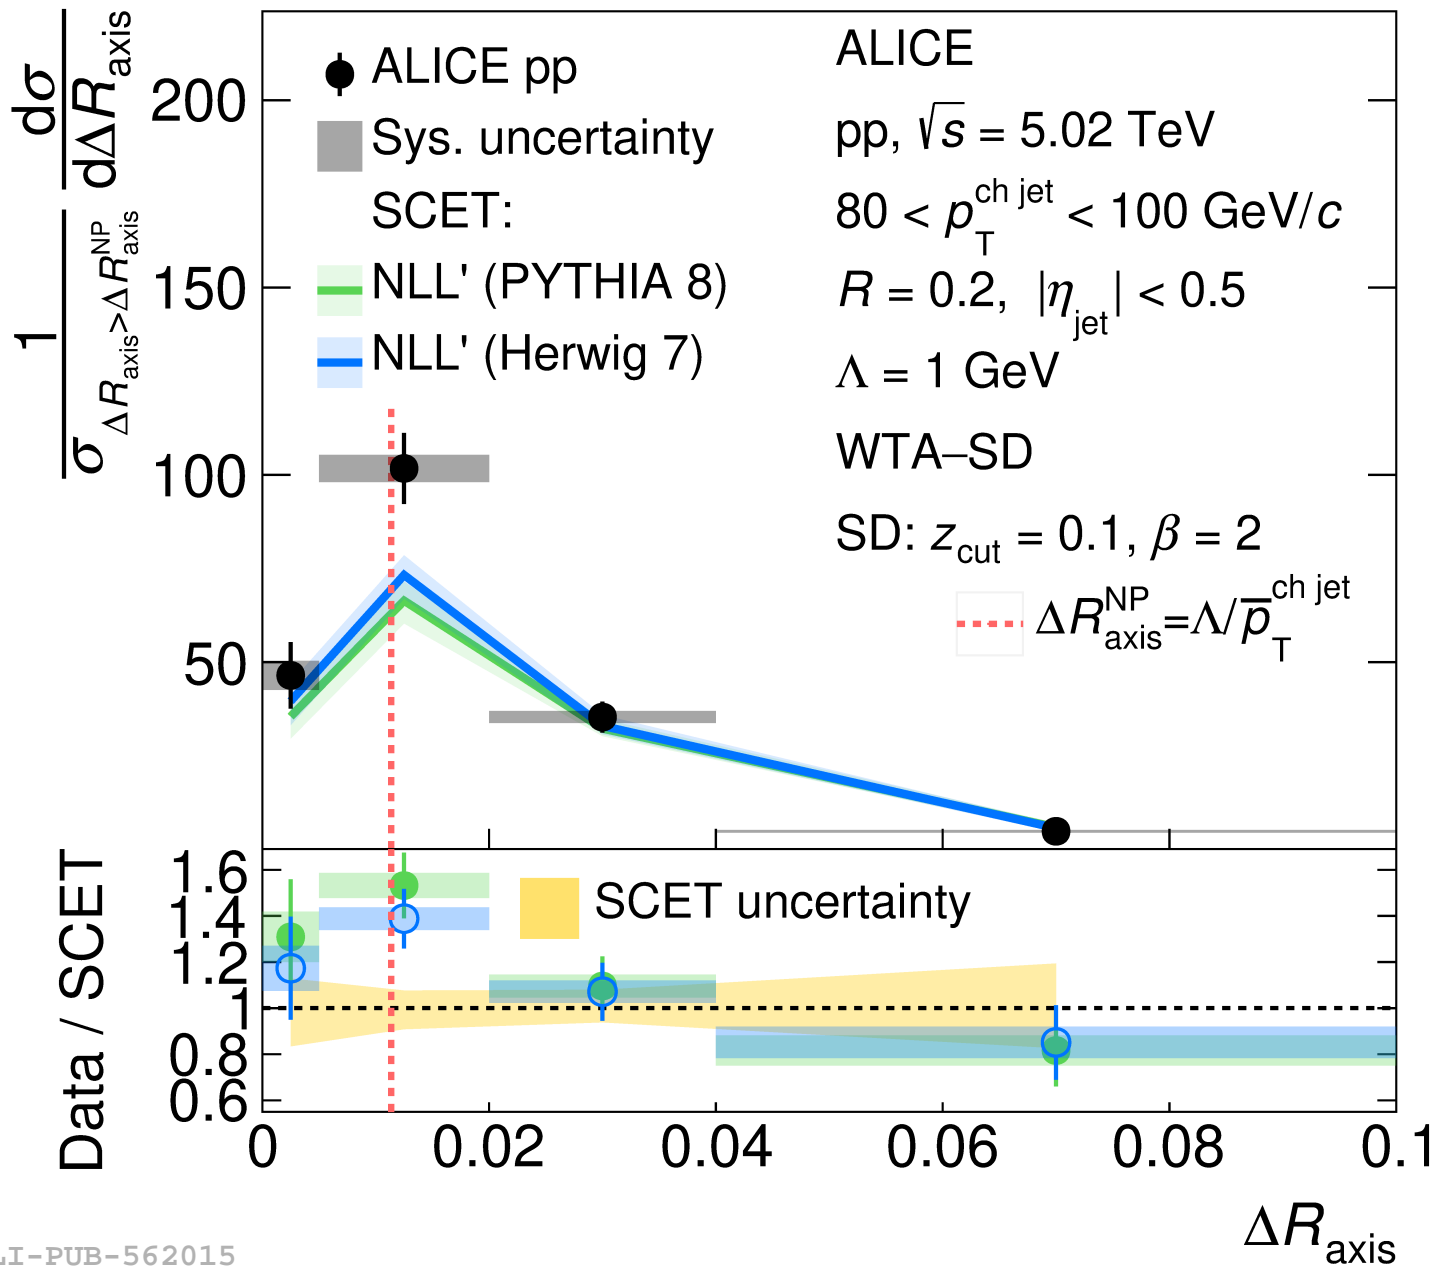 1/σ_ΔR_axis>ΔR_axis^NP dσ/dΔR_axis
200
150
100
50
ALICE pp
Sys. uncertainty
SCET:
NLL' (PYTHIA 8)
NLL' (Herwig 7)
ALICE
pp, √s = 5.02 TeV
80 < p_T^ch jet < 100 GeV/c
R = 0.2, |η_jet| < 0.5
Λ = 1 GeV
WTA–SD
SD: z_cut = 0.1, β = 2
ΔR_axis^NP=Λ/p̅_T^ch jet
Data / SCET
1.6
1.4
1.2
1
0.8
0.6
SCET uncertainty
0 0.02 0.04 0.06 0.08 0.1
ΔR_axis
LI-PUB-562015